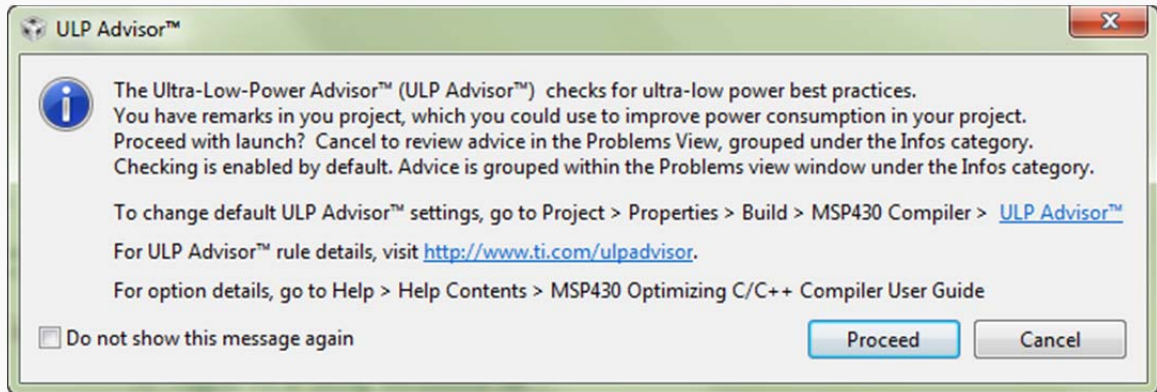 ULP Advisor™
The Ultra-Low-Power Advisor™ (ULP Advisor™)  checks for ultra-low power best practices.
You have remarks in you project, which you could use to improve power consumption in your project.
Proceed with launch?  Cancel to review advice in the Problems View, grouped under the Infos category.
Checking is enabled by default. Advice is grouped within the Problems view window under the Infos category.
To change default ULP Advisor™ settings, go to Project > Properties > Build > MSP430 Compiler >  ULP Advisor™
For ULP Advisor™ rule details, visit http://www.ti.com/ulpadvisor.
For option details, go to Help > Help Contents > MSP430 Optimizing C/C++ Compiler User Guide
Do not show this message again
Proceed
Cancel